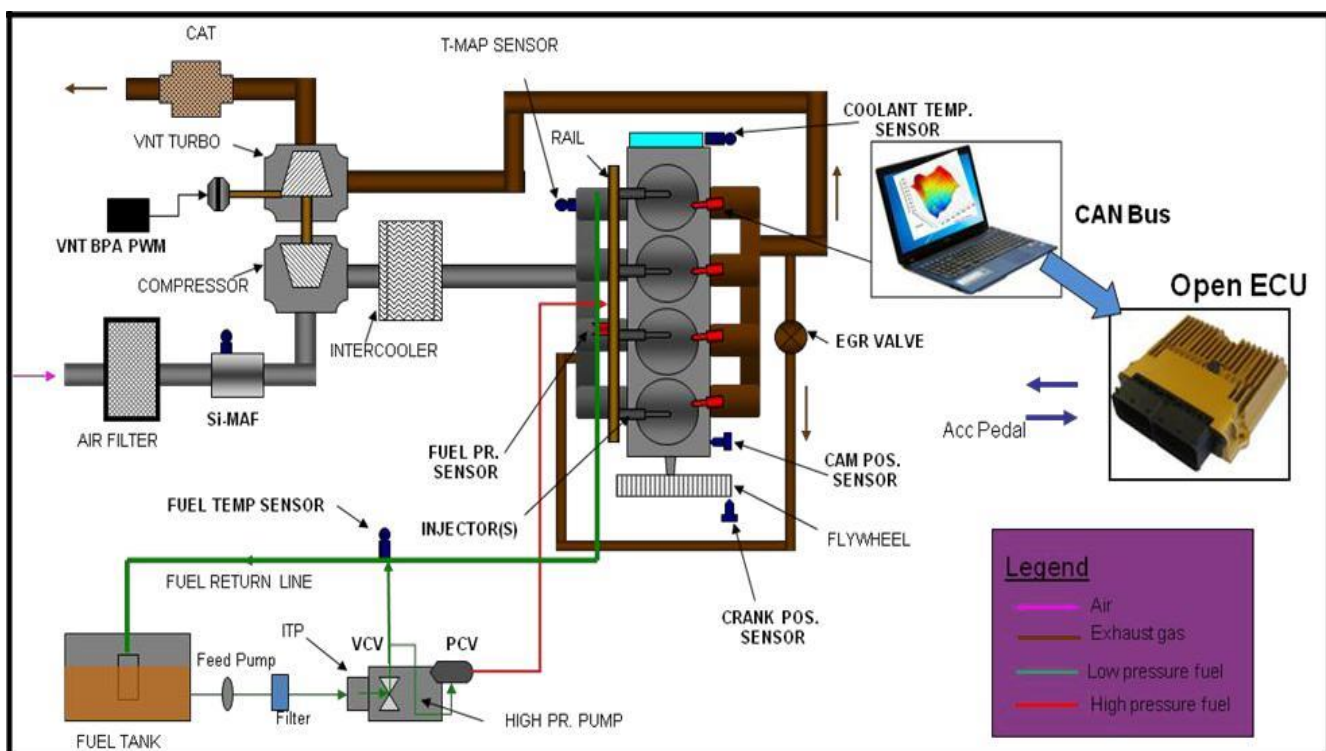 CAT
T-MAP SENSOR
COOLANT TEMP.
SENSOR
VNT TURBO
RAIL
CAN Bus
VNT BPA PWM
COMPRESSOR
Open ECU
INTERCOOLER
EGR VALVE
Si-MAF
AIR FILTER
Acc Pedal
FUEL PR.
SENSOR
CAM POS.
SENSOR
FUEL TEMP SENSOR
INJECTOR(S)
FLYWHEEL
FUEL RETURN LINE
CRANK POS.
SENSOR
Legend
Air
Exhaust gas
Low pressure fuel
High pressure fuel
ITP
VCV
PCV
Feed Pump
Filter
HIGH PR. PUMP
FUEL TANK